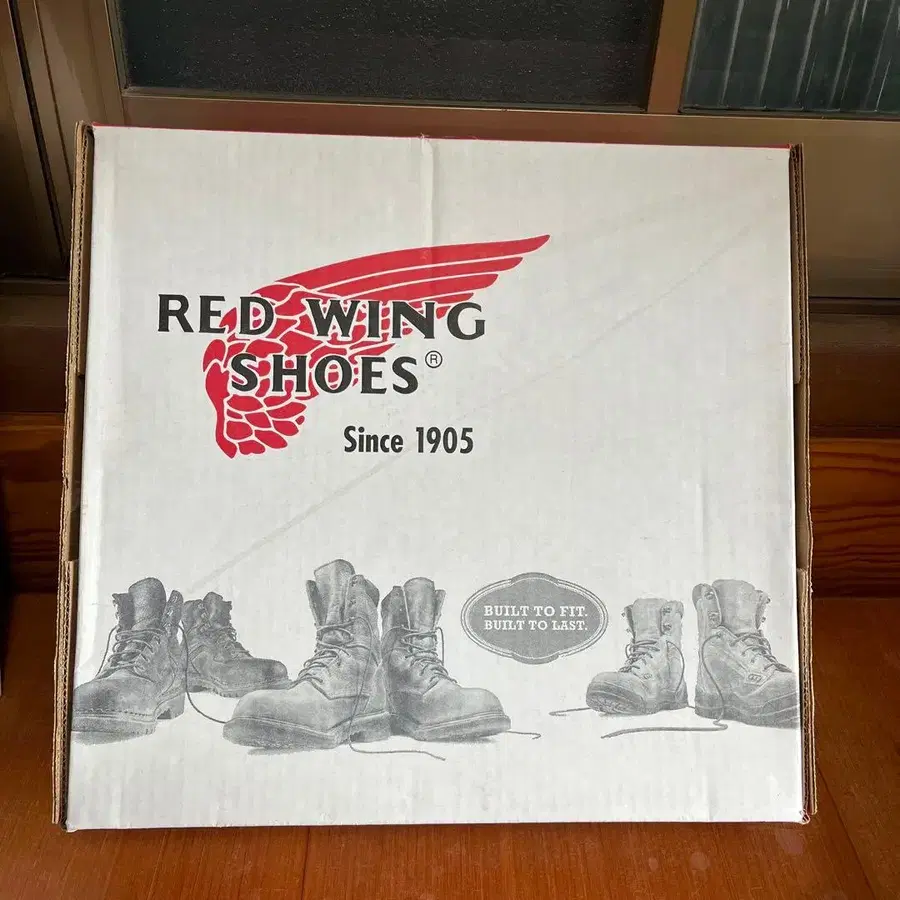 RED WING
SHOES®
Since 1905
BUILT TO FIT.
BUILT TO LAST.